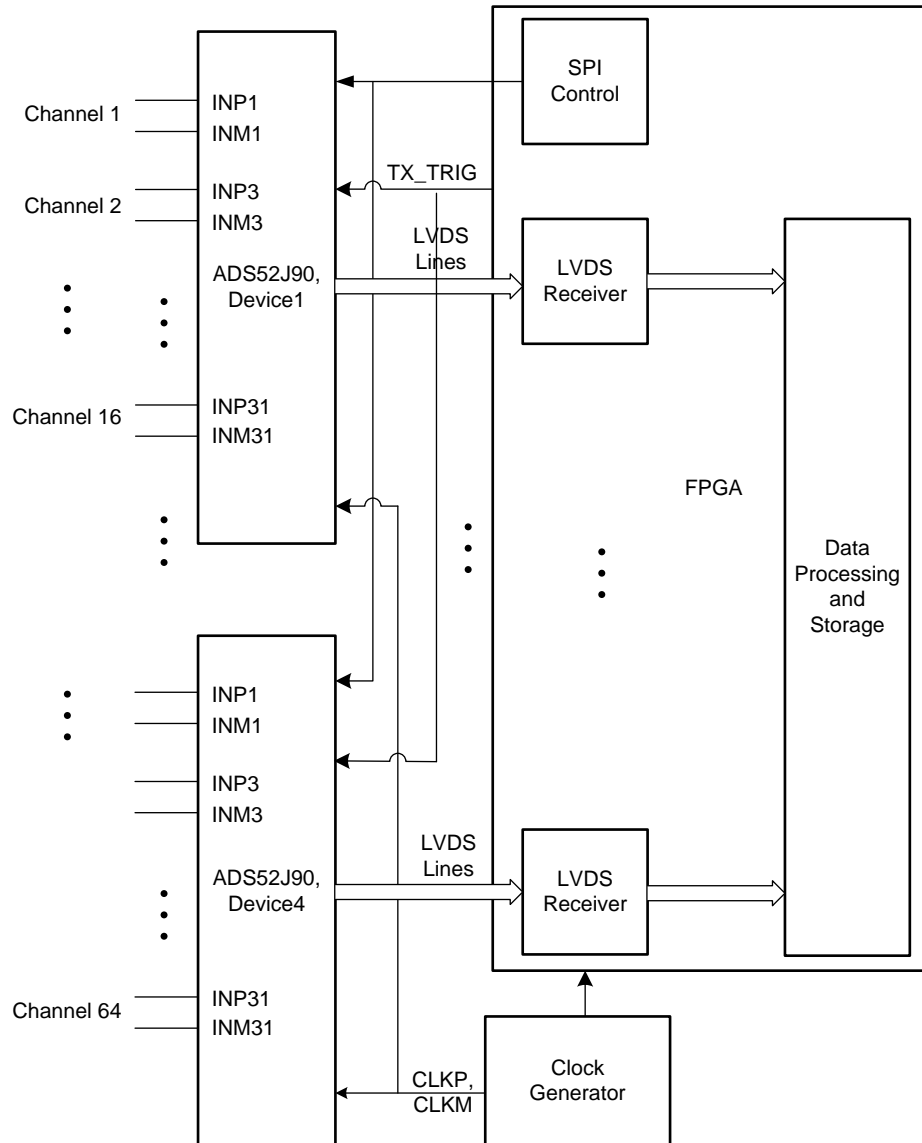 SPI
Control
Channel 1
INP1
INM1
TX_TRIG
Channel 2
INP3
INM3
LVDS
Lines
ADS52J90,
Device1
LVDS
Receiver
Channel 16
INP31
INM31
FPGA
Data
Processing
and
Storage
INP1
INM1
INP3
INM3
LVDS
Lines
ADS52J90,
Device4
LVDS
Receiver
Channel 64
INP31
INM31
CLKP,
CLKM
Clock
Generator